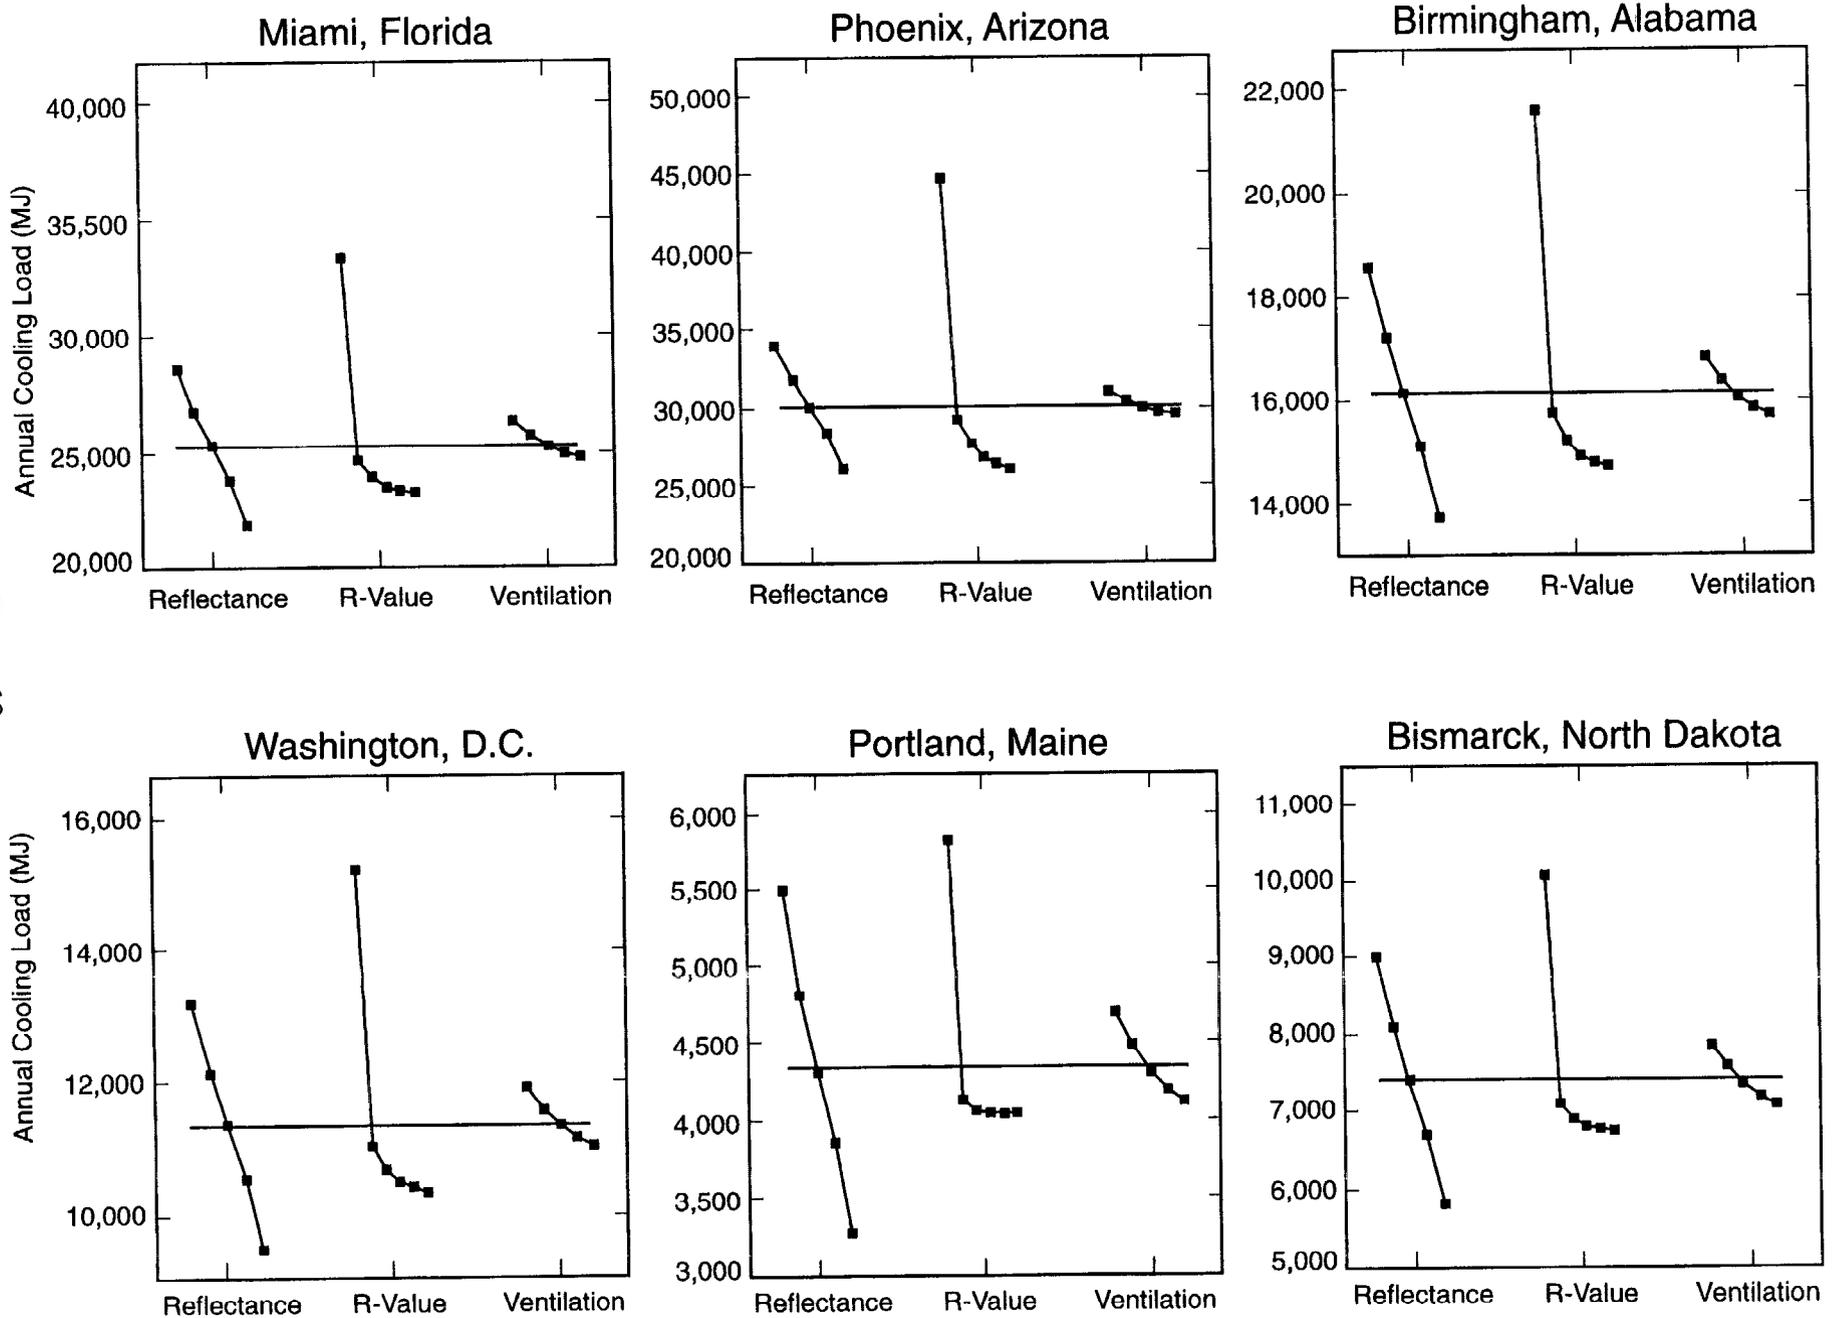 Miami, Florida
Annual Cooling Load (MJ)
40,000
35,500
30,000
25,000
20,000
Reflectance
R-Value
Ventilation
Phoenix, Arizona
50,000
45,000
40,000
35,000
30,000
25,000
20,000
Reflectance
R-Value
Ventilation
Birmingham, Alabama
22,000
20,000
18,000
16,000
14,000
Reflectance
R-Value
Ventilation
Washington, D.C.
Annual Cooling Load (MJ)
16,000
14,000
12,000
10,000
Reflectance
R-Value
Ventilation
Portland, Maine
6,000
5,500
5,000
4,500
4,000
3,500
3,000
Reflectance
R-Value
Ventilation
Bismarck, North Dakota
11,000
10,000
9,000
8,000
7,000
6,000
5,000
Reflectance
R-Value
Ventilation